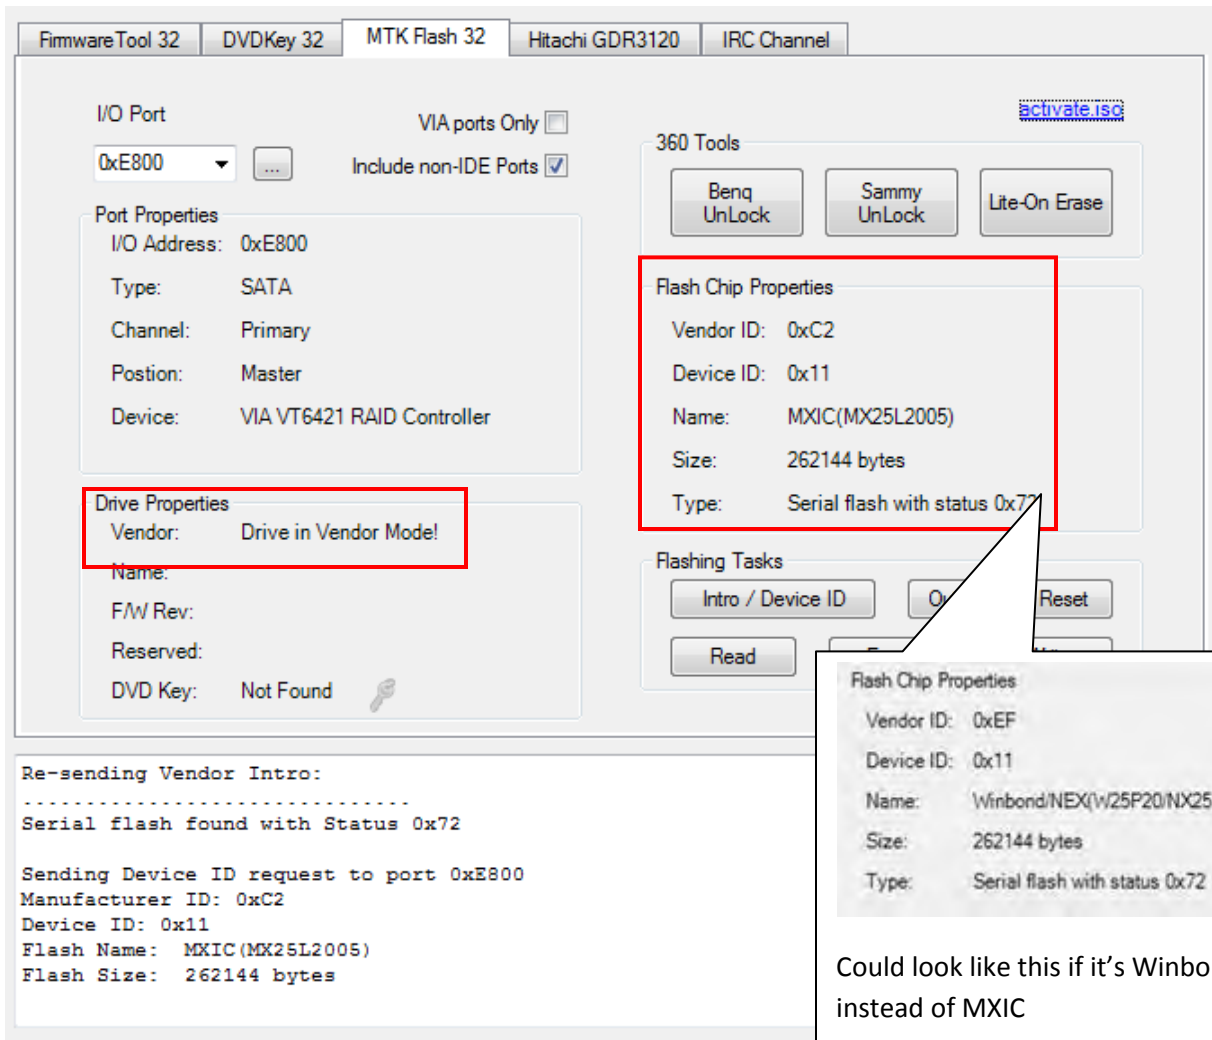 FirmwareTool 32 DVDKey 32 MTK Flash 32 Hitachi GDR3120 IRC Channel
I/O Port
VIA ports Only
activate.iso
0xE800 ... Include non-IDE Ports
Port Properties
I/O Address: 0xE800
Type: SATA
Channel: Primary
Postion: Master
Device: VIA VT6421 RAID Controller
Drive Properties
Vendor: Drive in Vendor Mode!
Name:
F/W Rev:
Reserved:
DVD Key: Not Found
360 Tools
Benq UnLock
Sammy UnLock
Lite-On Erase
Flash Chip Properties
Vendor ID: 0xC2
Device ID: 0x11
Name: MXIC(MX25L2005)
Size: 262144 bytes
Type: Serial flash with status 0x72
Flashing Tasks
Intro / Device ID Reset
Read
Re-sending Vendor Intro:
...............................
Serial flash found with Status 0x72
Sending Device ID request to port 0xE800
Manufacturer ID: 0xC2
Device ID: 0x11
Flash Name: MXIC(MX25L2005)
Flash Size: 262144 bytes
Flash Chip Properties
Vendor ID: 0xEF
Device ID: 0x11
Name: Winbond/NEX(W25P20/NX25
Size: 262144 bytes
Type: Serial flash with status 0x72
Could look like this if it’s Winbo
instead of MXIC